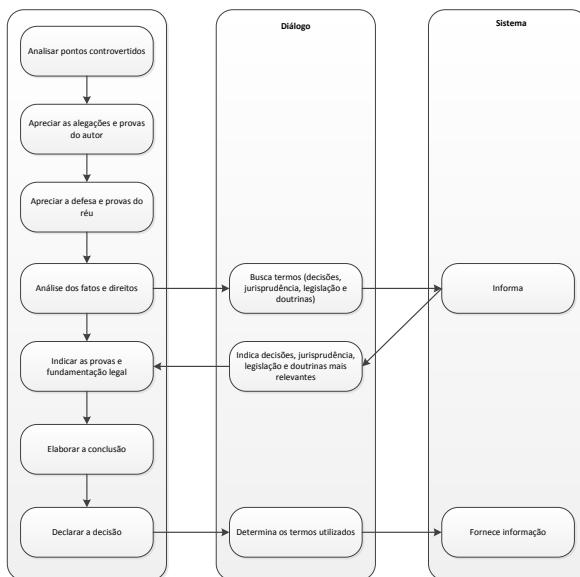 Diálogo
Sistema
Analisar pontos controvertidos
Apreciar as alegações e provas
do autor
Apreciar a defesa e provas do
réu
Análise dos fatos e direitos
Busca termos (decisões,
jurisprudência, legislação e
doutrinas)
Informa
Indicar as provas e
fundamentação legal
Indica decisões, jurisprudência,
legislação e doutrinas mais
relevantes
Elaborar a conclusão
Declarar a decisão
Determina os termos utilizados
Fornece informação